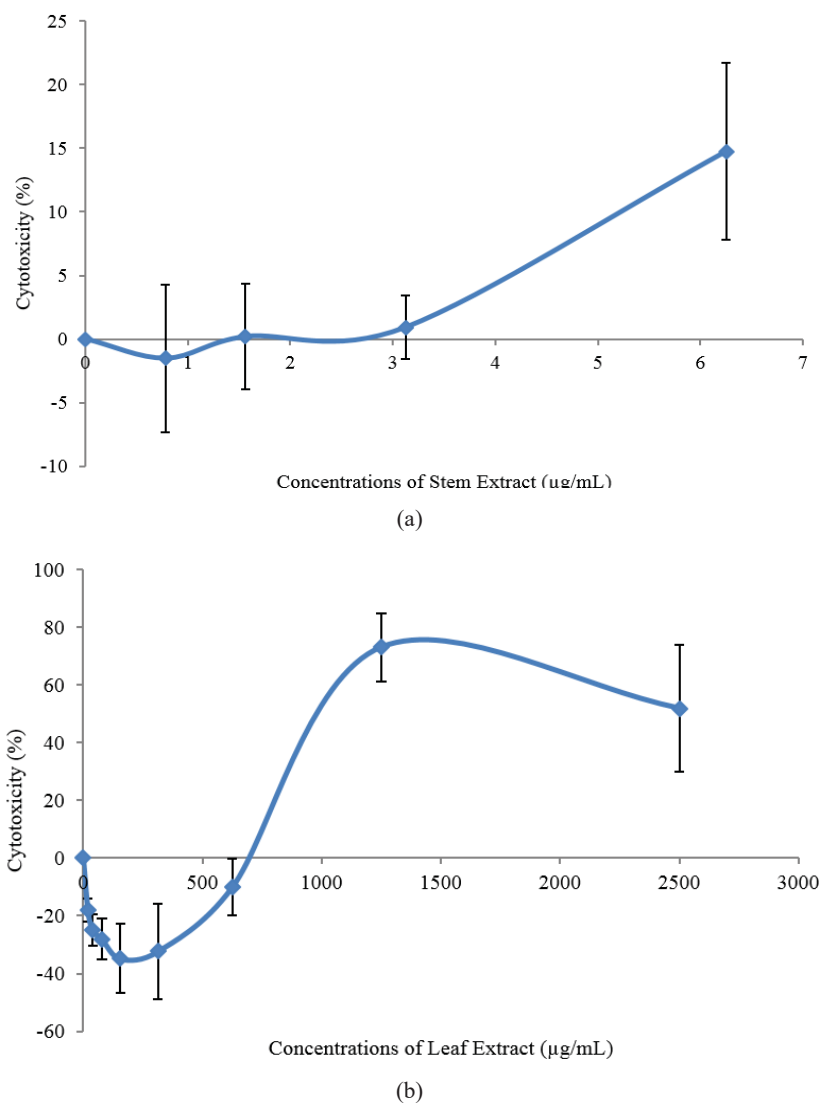 25
20
15
10
5
0
-5
-10
Cytotoxicity (%)
0 1 2 3 4 5 6 7
Concentrations of Stem Extract (µg/mL)
(a)
100
80
60
40
20
0
-20
-40
-60
Cytotoxicity (%)
0 500 1000 1500 2000 2500 3000
Concentrations of Leaf Extract (µg/mL)
(b)